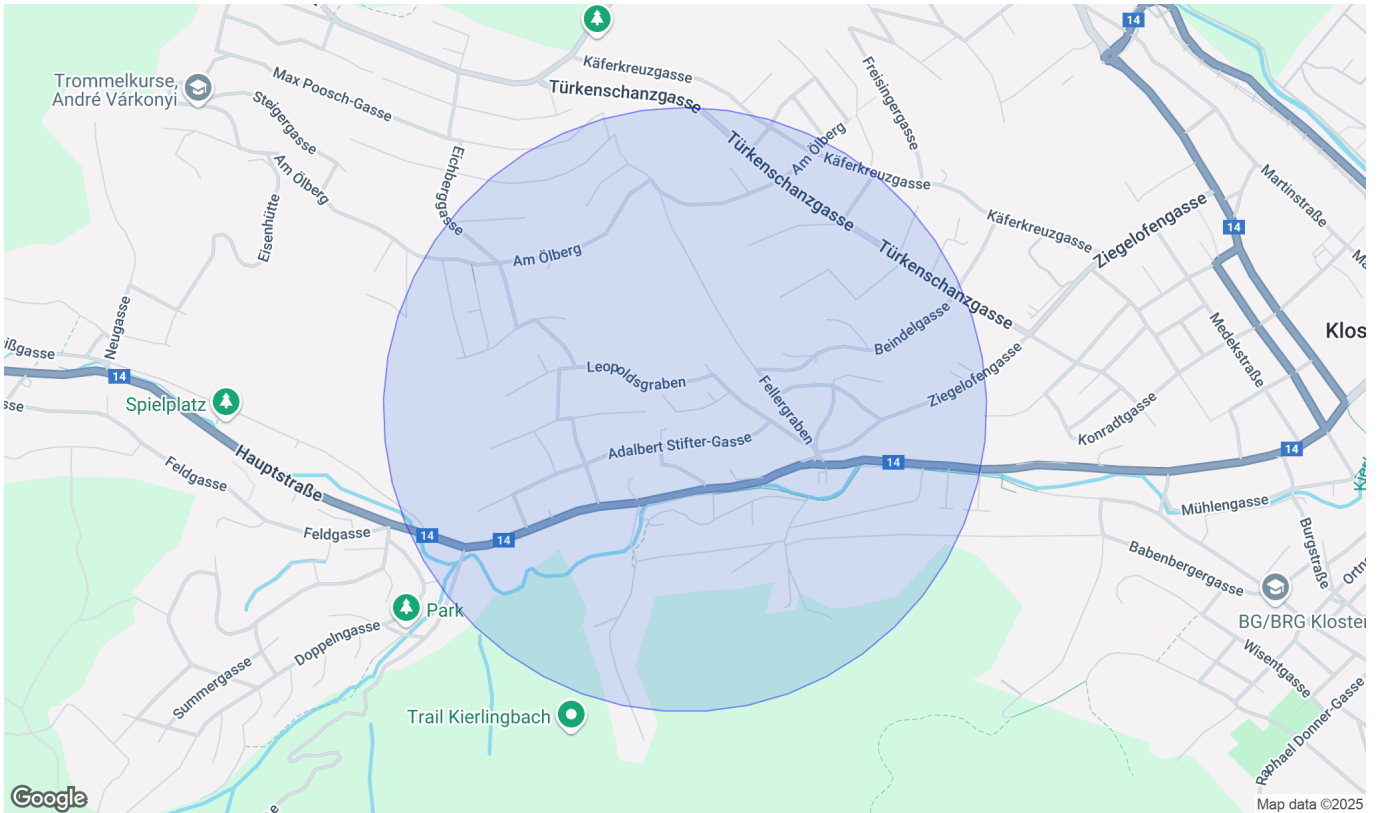 14
Käferkreuzgasse
Türkenschanzgasse
Trommelkurse,
André Várkonyi
Max Poosch-Gasse
Steigergasse
Freisingergasse
Am Ölberg
Türkenschanzgasse
Käferkreuzgasse
Eichberggasse
Am Ölberg
Martinstraße
Eisenhütte
Käferkreuzgasse
Ziegelofengasse
14
Am Ölberg
Türkenschanzgasse
Neugasse
Beindelgasse
Medekstraße
Klos
14
Leopoldsgraben
Fellergraben
Ziegelofengasse
Spielplatz
Konradtgasse
Adalbert Stifter-Gasse
Hauptstraße
14
14
Feldgasse
Mühlengasse
Feldgasse
14
14
Burgstraße
Babenbergergasse
Park
BG/BRG Kloster
Doppelngasse
Summergasse
Wisentgasse
Trail Kierlingbach
Raphael Donner-Gasse
Google
Map data ©2025